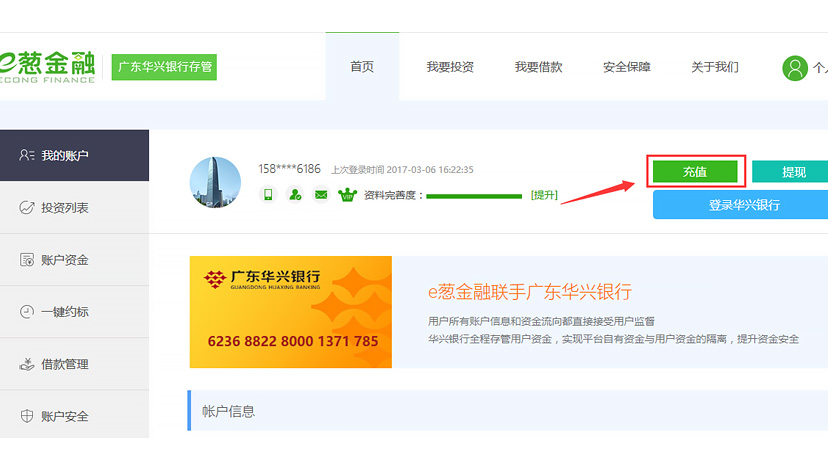 e葱金融
ECONG FINANCE
广东华兴银行存管
首页
我要投资
我要借款
安全保障
关于我们
个
我的账户
投资列表
账户资金
一键约标
借款管理
账户安全
158****6186 上次登录时间 2017-03-06 16:22:35
VIP 资料完善度： [提升]
充值
提现
登录华兴银行
广东华兴银行
GUANGDONG HUAXING BANKING
6236 8822 8000 1371 785
e葱金融联手广东华兴银行
用户所有账户信息和资金流向都直接接受用户监督
华兴银行全程存管用户资金，实现平台自有资金与用户资金的隔离，提升资金安全
帐户信息